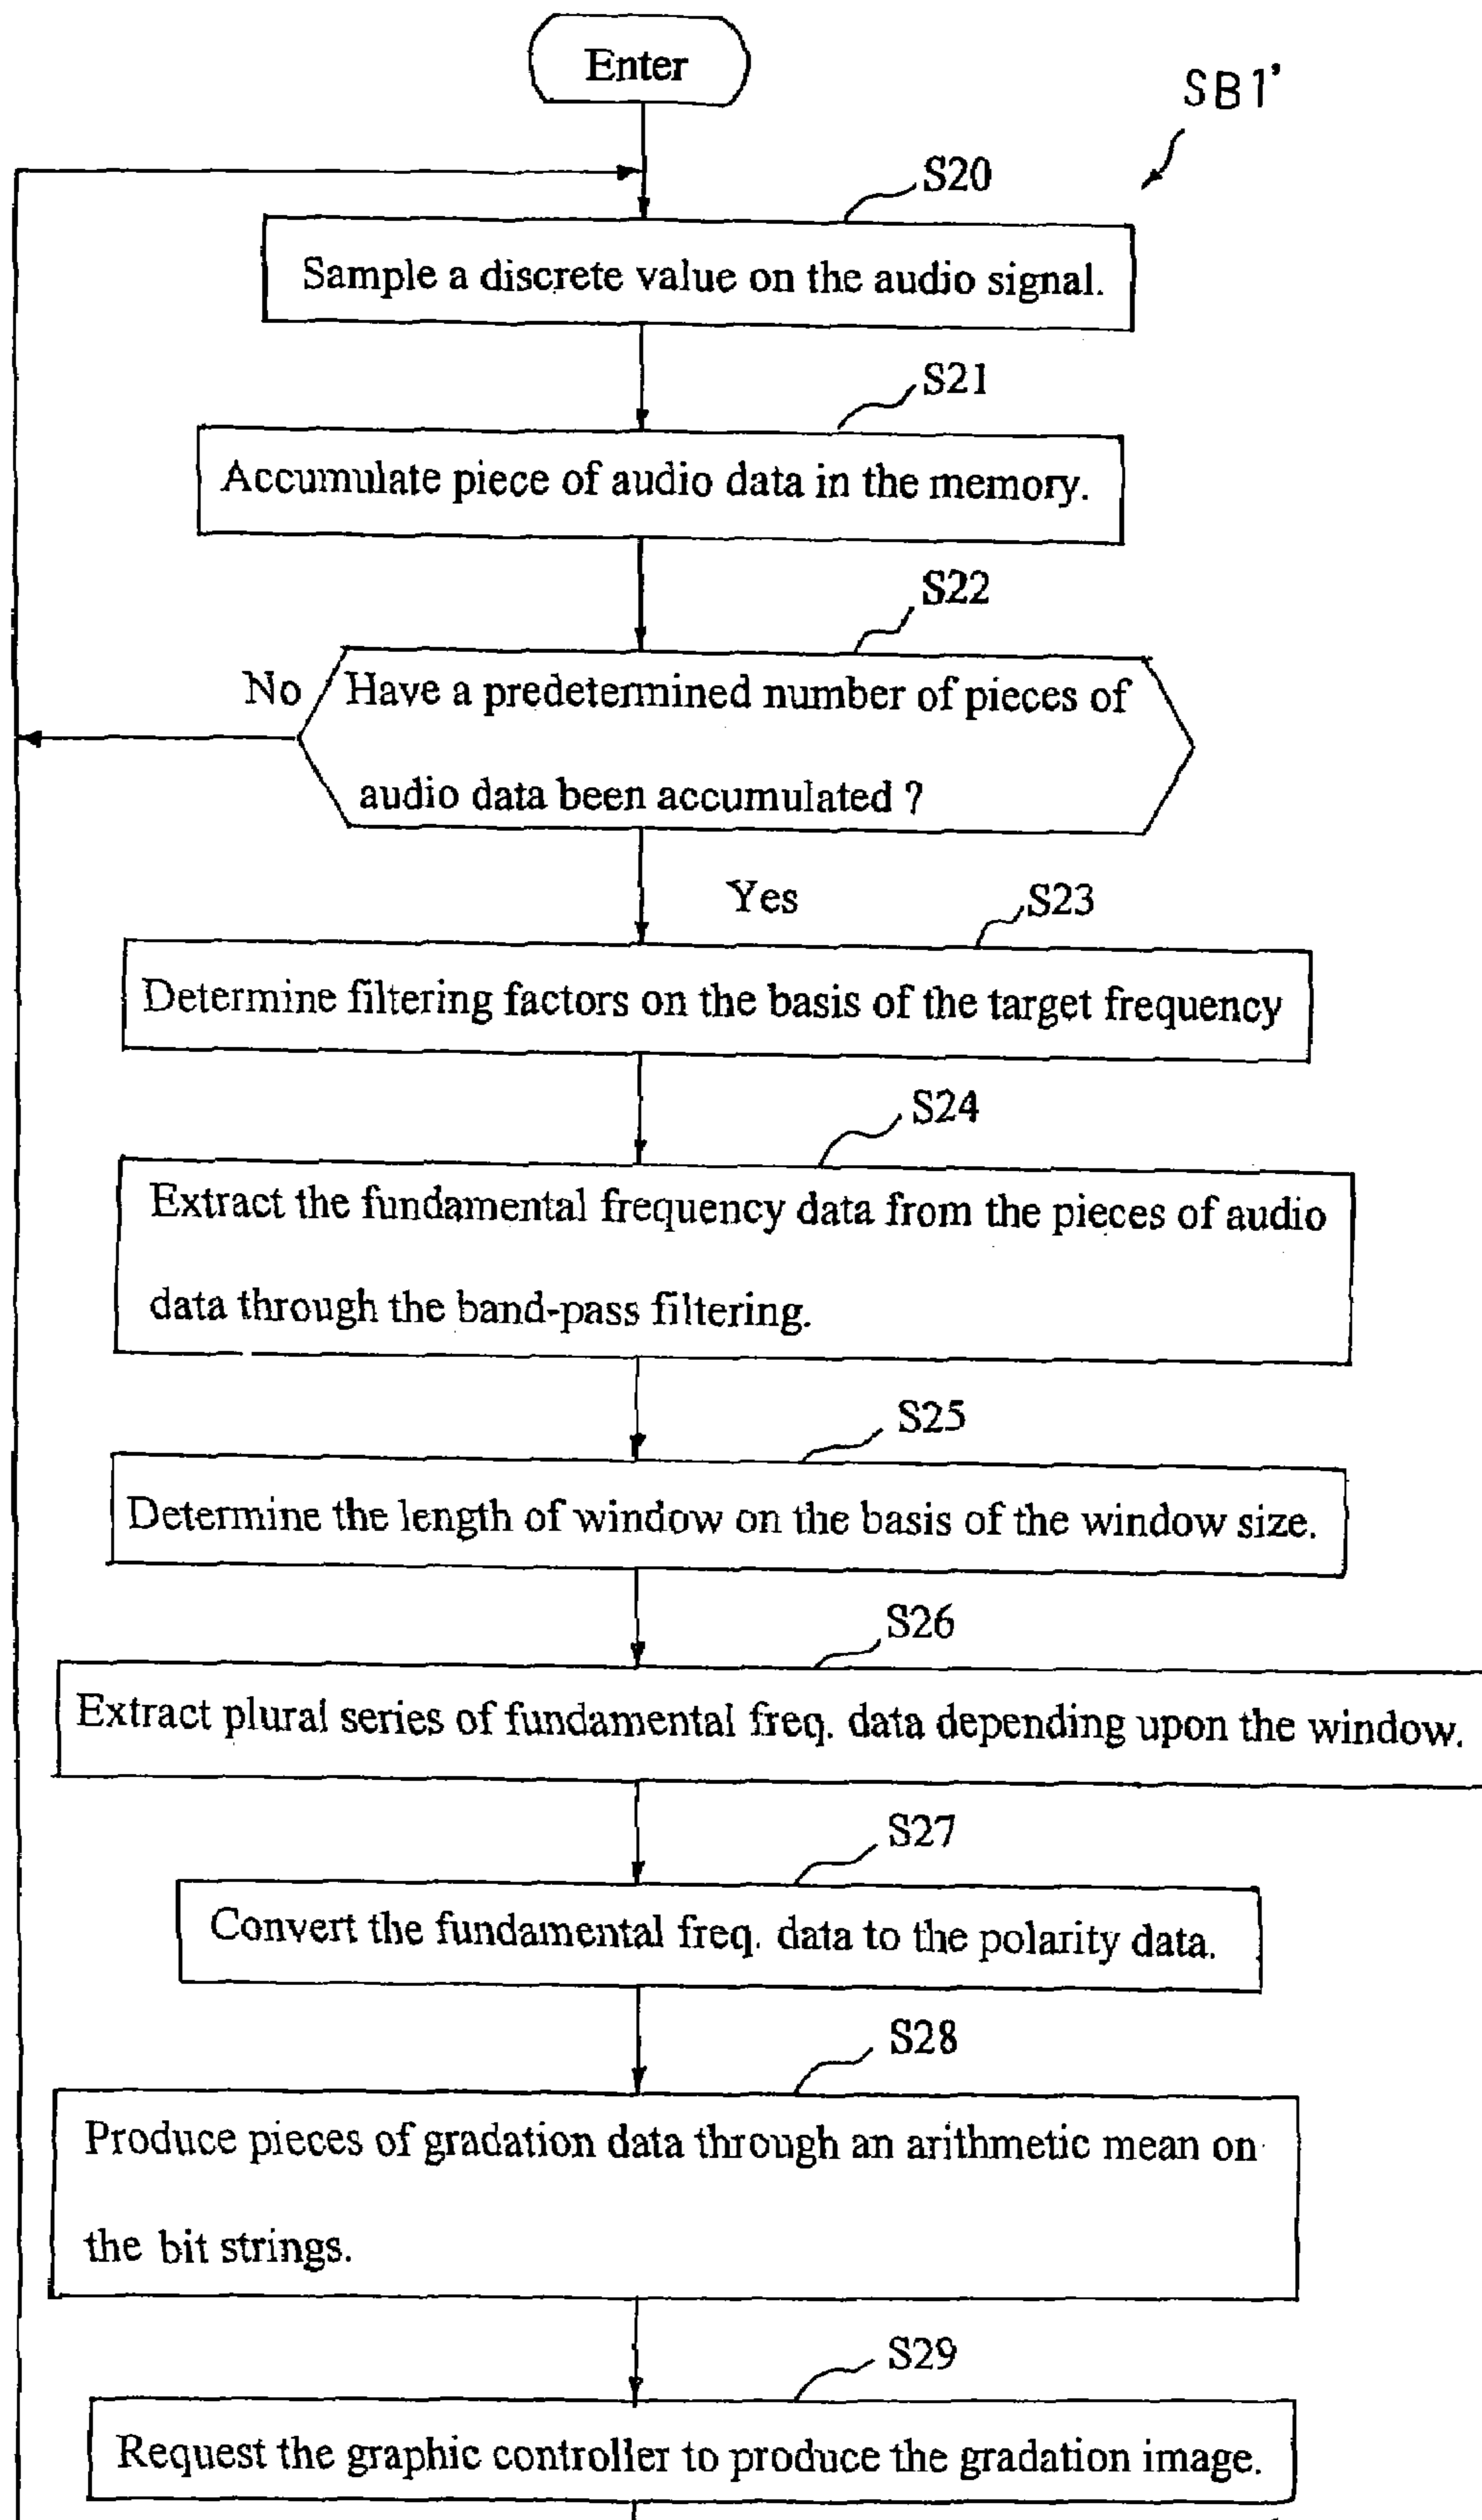 Enter
SB1'
S20
Sample a discrete value on the audio signal.
S21
Accumulate piece of audio data in the memory.
S22
No
Have a predetermined number of pieces of
audio data been accumulated ?
Yes
S23
Determine filtering factors on the basis of the target frequency
S24
Extract the fundamental frequency data from the pieces of audio
data through the band-pass filtering.
S25
Determine the length of window on the basis of the window size.
S26
Extract plural series of fundamental freq. data depending upon the window.
S27
Convert the fundamental freq. data to the polarity data.
S28
Produce pieces of gradation data through an arithmetic mean on
the bit strings.
S29
Request the graphic controller to produce the gradation image.